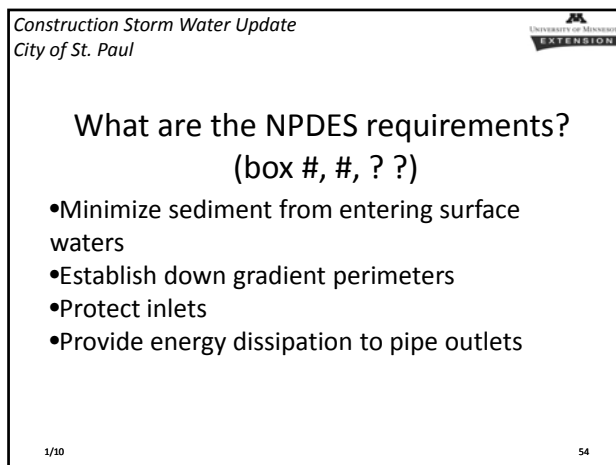 Construction Storm Water Update
City of St. Paul
UNIVERSITY OF MINNESOTA
EXTENSION
What are the NPDES requirements?
(box #, #, ? ?)
•Minimize sediment from entering surface
waters
•Establish down gradient perimeters
•Protect inlets
•Provide energy dissipation to pipe outlets
1/10
54